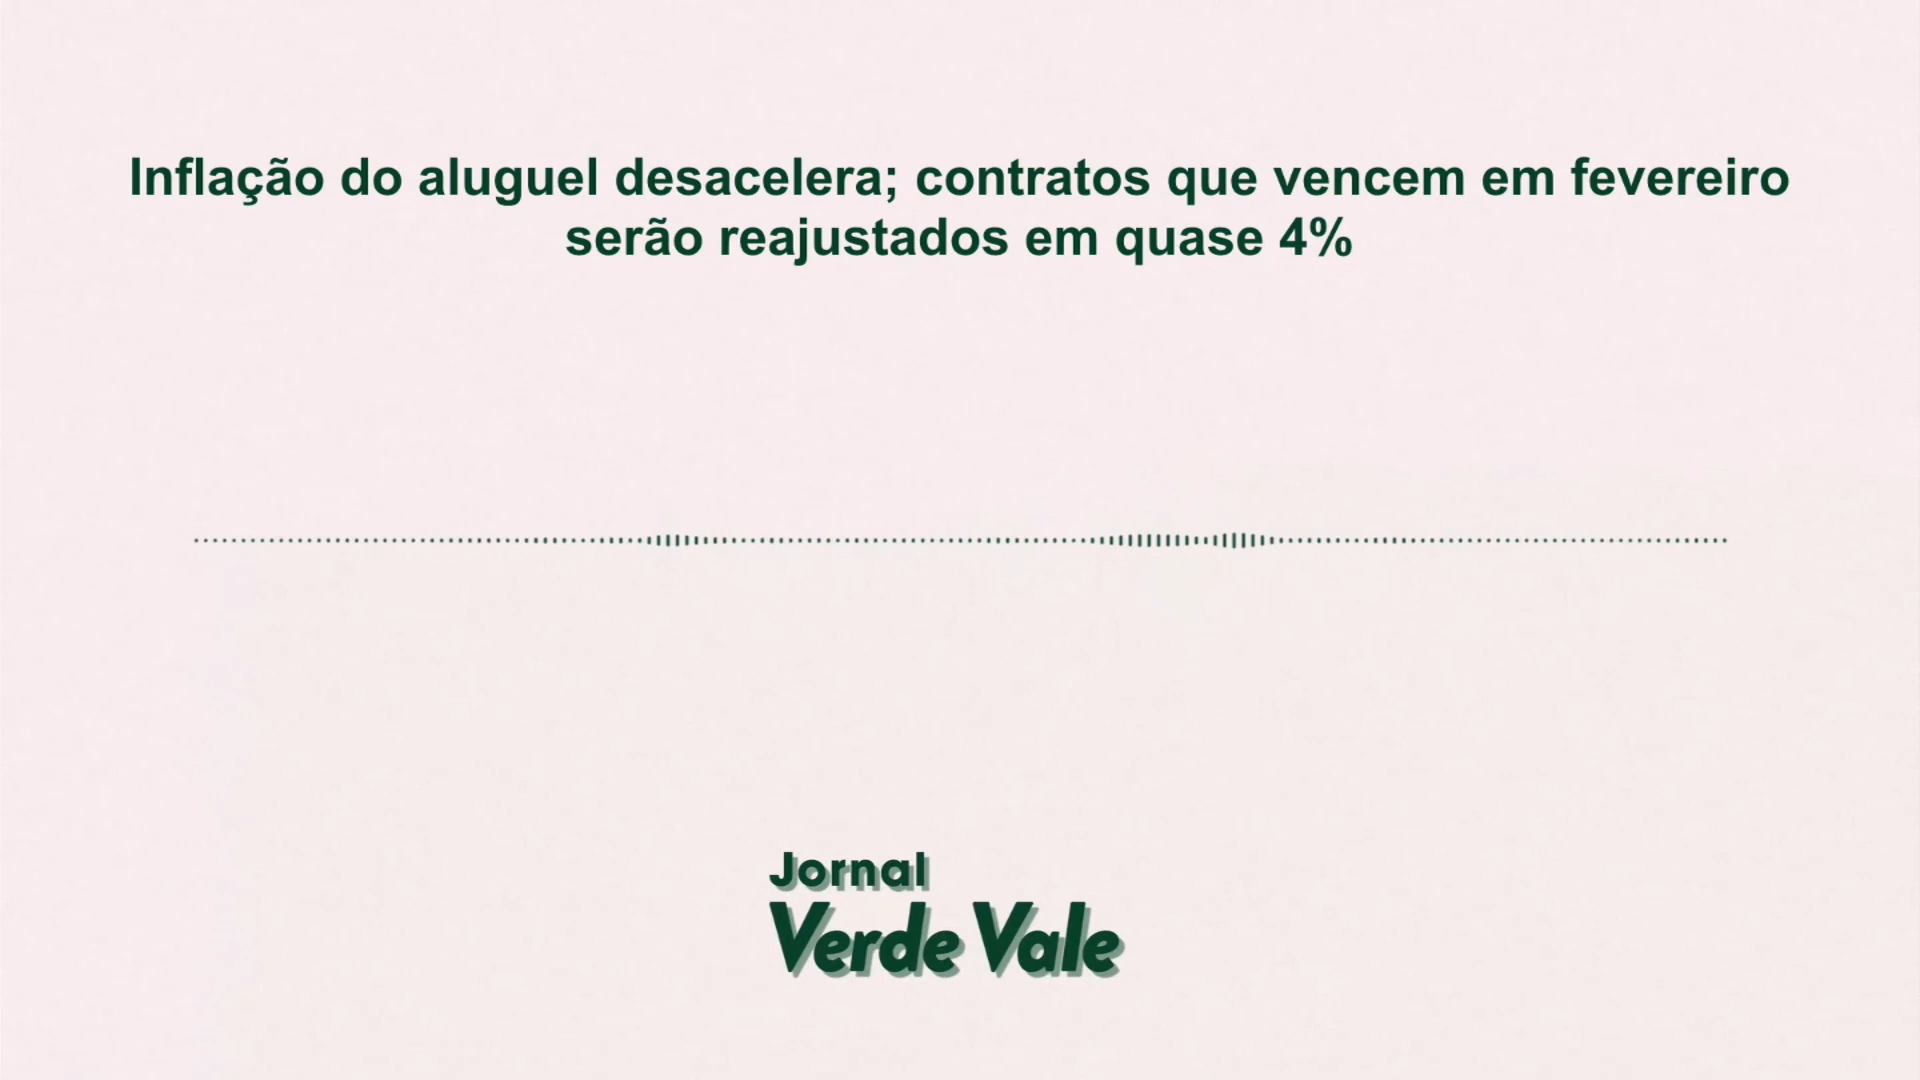 Inflação do aluguel desacelera; contratos que vencem em fevereiro
serão reajustados em quase 4%
Jornal
Verde Vale